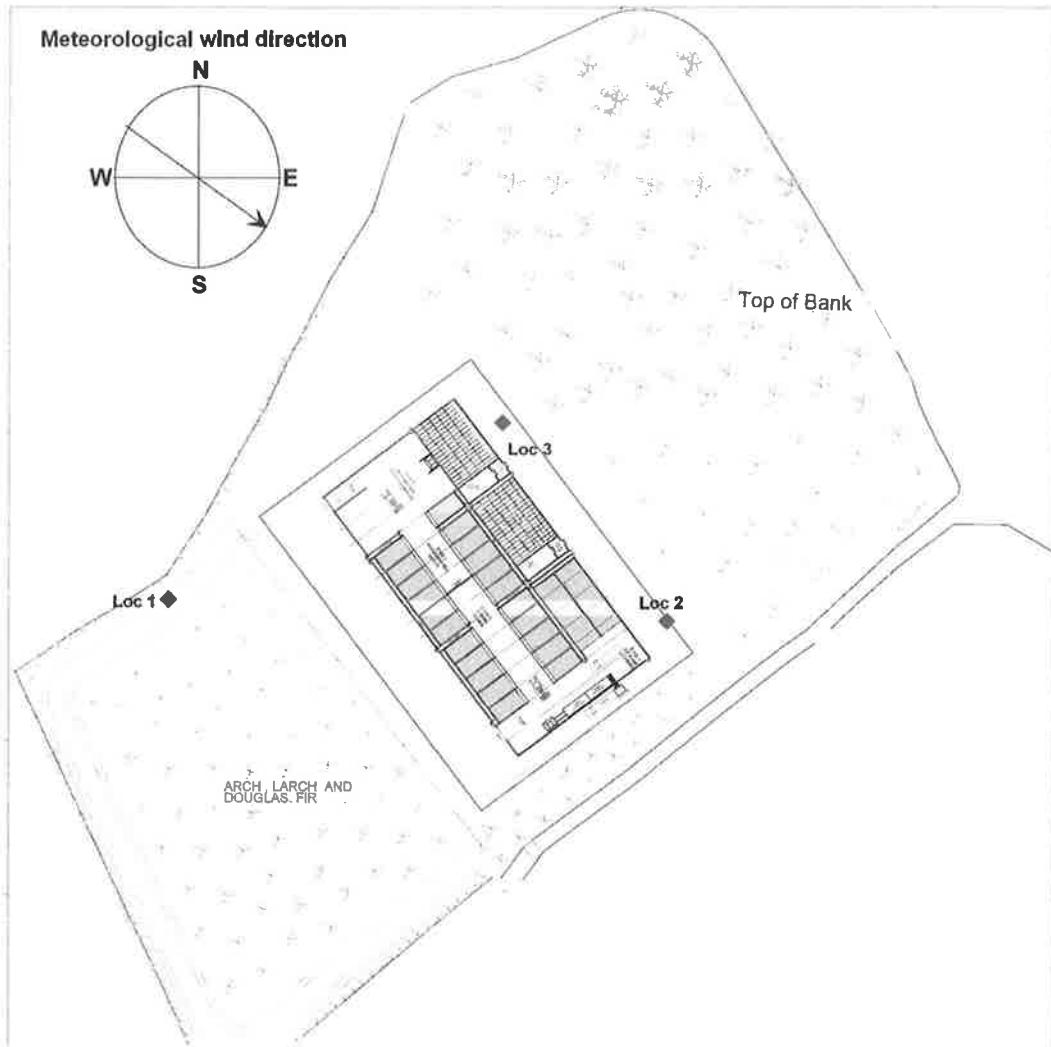 Meteorological wind direction
N
W
E
S
Top of Bank
Loc 3
Loc 1
Loc 2
ARCH, LARCH AND
DOUGLAS. FIR